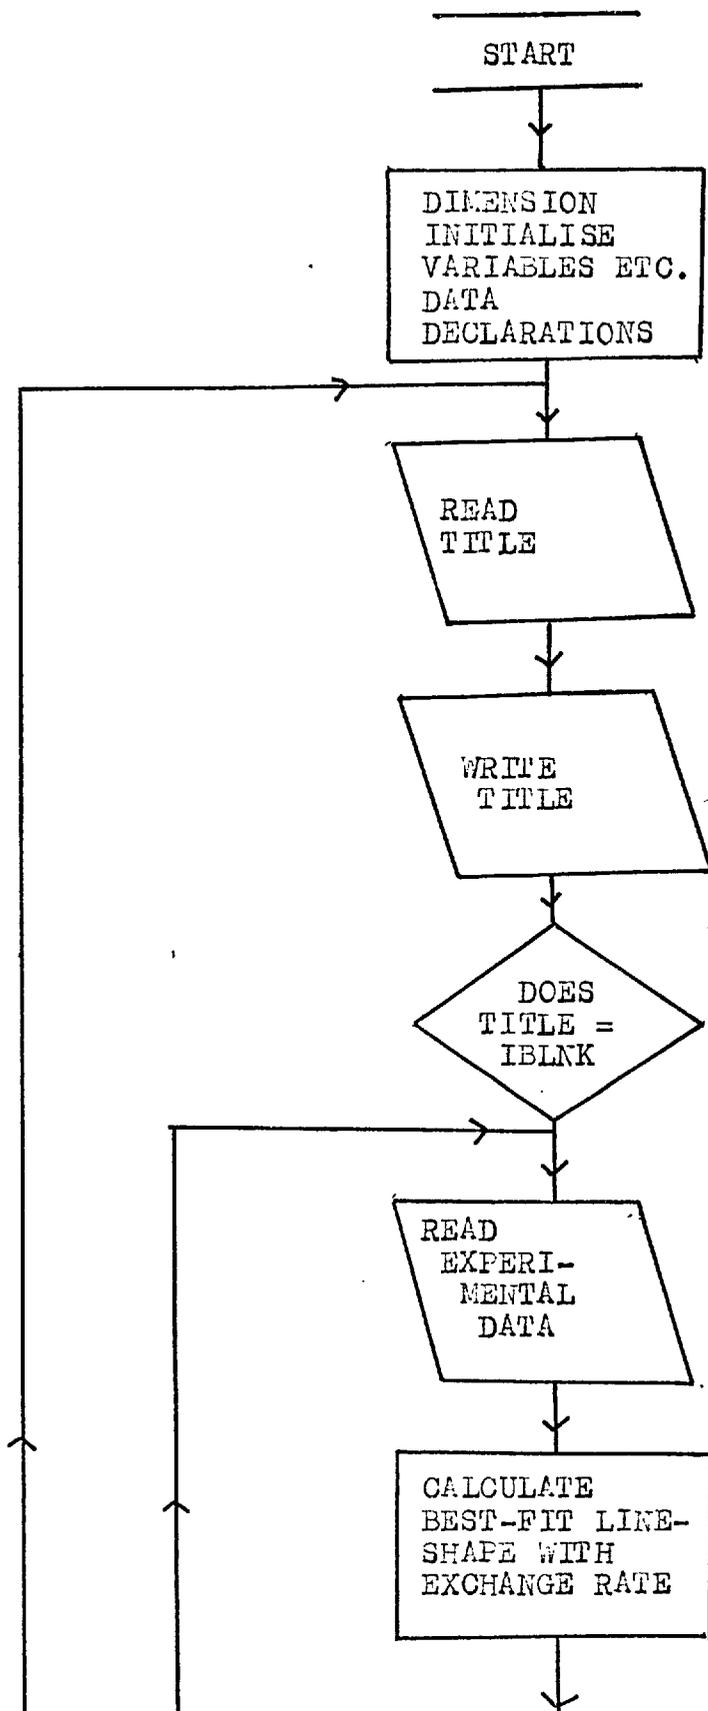 START
DIMENSION
INITIALISE
VARIABLES ETC.
DATA
DECLARATIONS
READ
TITLE
WRITE
TITLE
DOES
TITLE =
IBLNK
READ
EXPERI-
MENTAL
DATA
CALCULATE
BEST-FIT LINE-
SHAPE WITH
EXCHANGE RATE